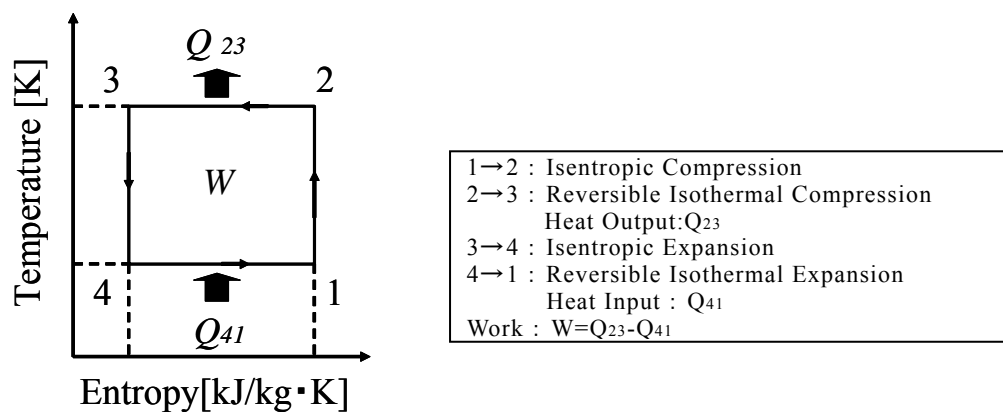 Q 23
3
2
Temperature [K]
W
4
1
Q41
Entropy[kJ/kg・K]
1→2 : Isentropic Compression
2→3 : Reversible Isothermal Compression
Heat Output:Q23
3→4 : Isentropic Expansion
4→1 : Reversible Isothermal Expansion
Heat Input : Q41
Work : W=Q23-Q41